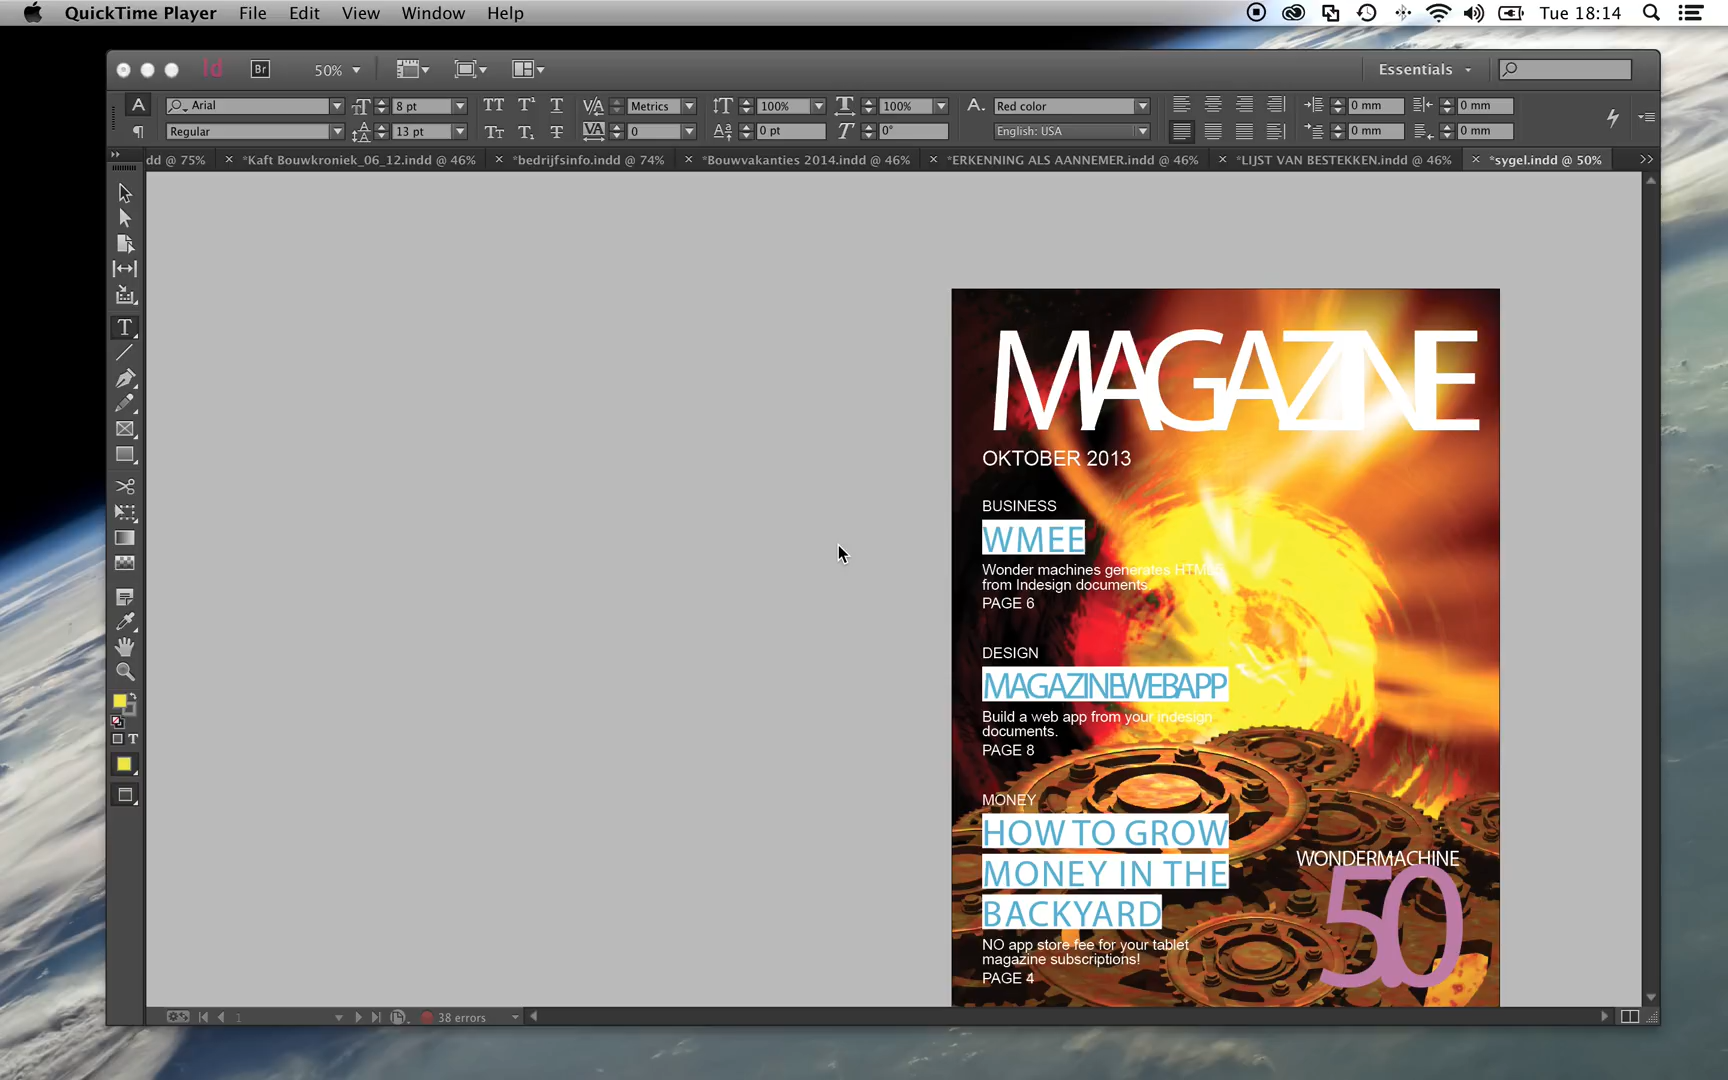 QuickTime Player File Edit View Window Help Tue 18:14
Id Br 50% Essentials
A Arial 8 pt TT T¹ T Metrics 100% 100% A. Red color 0 mm 0 mm
¶ Regular 13 pt Tт T₁ T 0 0 pt 0° English: USA 0 mm 0 mm
dd @ 75% *Kaft Bouwkroniek_06_12.indd @ 46% *bedrijfsinfo.indd @ 74% *Bouwvakanties 2014.indd @ 46% *ERKENNING ALS AANNEMER.indd @ 46% *LIJST VAN BESTEKKEN.indd @ 46% *sygel.indd @ 50%
MAGAZINE
OKTOBER 2013
BUSINESS
WMEE
Wonder machines generates HTML5
from Indesign documents.
PAGE 6
DESIGN
MAGAZINEWEBAPP
Build a web app from your indesign
documents.
PAGE 8
MONEY
HOW TO GROW
MONEY IN THE
BACKYARD
NO app store fee for your tablet
magazine subscriptions!
PAGE 4
WONDERMACHINE
50
1 38 errors